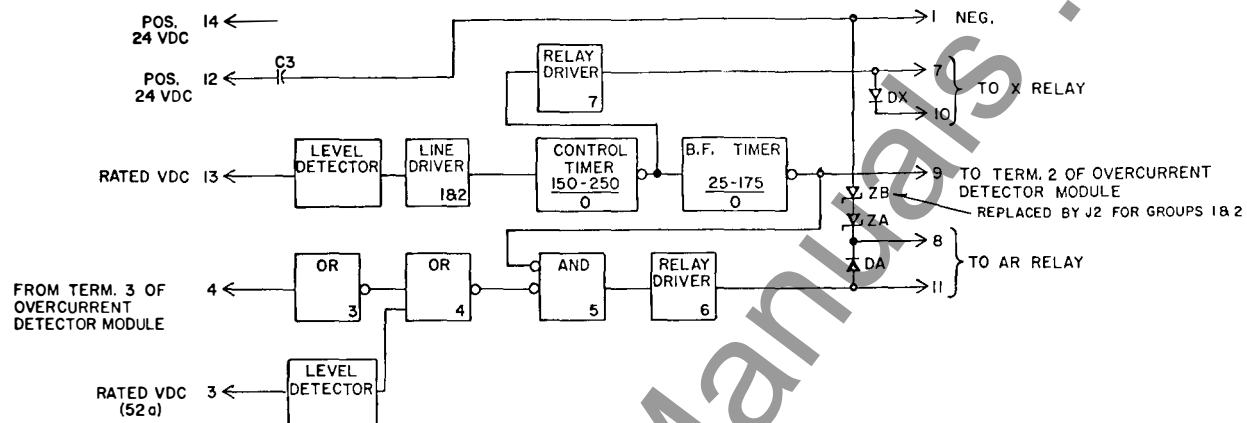 POS. 14
24 VDC
1 NEG.
C3
POS. 12
24 VDC
RELAY
DRIVER
7
7
DX
10
TO X RELAY
RATED VDC 13
LEVEL
DETECTOR
LINE
DRIVER
1&2
CONTROL
TIMER
150-250
0
B.F. TIMER
25-175
0
9 TO TERM. 2 OF OVERCURRENT
DETECTOR MODULE
ZB
REPLACED BY J2 FOR GROUPS 1&2
ZA
8
DA
TO AR RELAY
11
FROM TERM. 3 OF 4
OVERCURRENT
DETECTOR MODULE
OR
3
OR
4
AND
5
RELAY
DRIVER
6
RATED VDC 3
(52a)
LEVEL
DETECTOR
Manuals